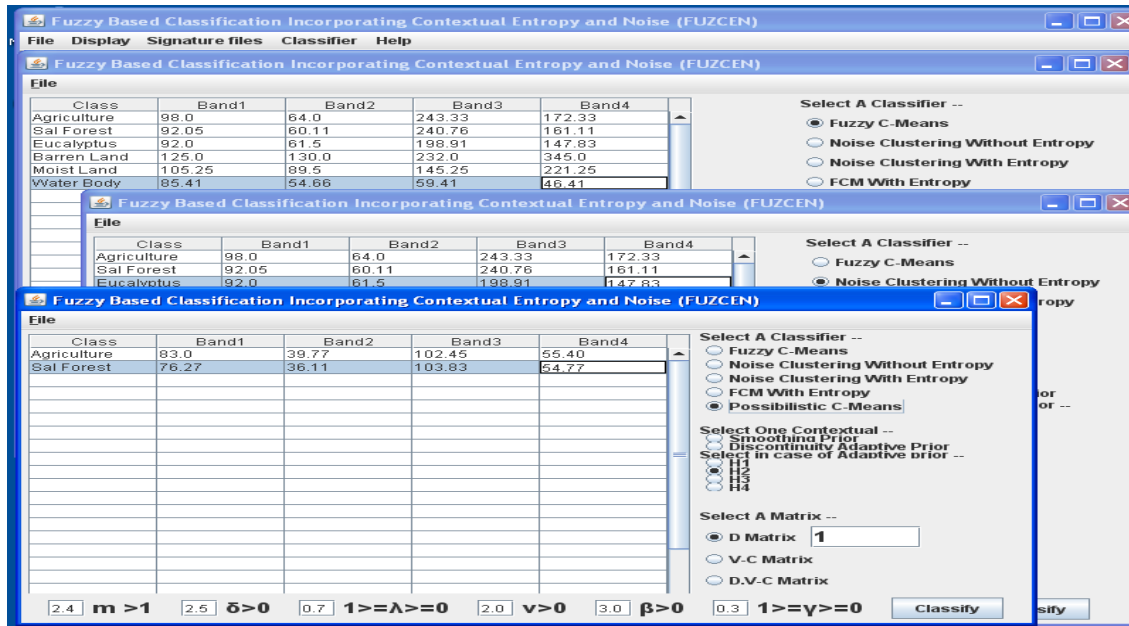 Fuzzy Based Classification Incorporating Contextual Entropy and Noise (FUZCEN)
File Display Signature files Classifier Help
Fuzzy Based Classification Incorporating Contextual Entropy and Noise (FUZCEN)
File
Class Band1 Band2 Band3 Band4
Agriculture 98.0 64.0 243.33 172.33
Sal Forest 92.05 60.11 240.76 161.11
Eucalyptus 92.0 61.5 198.91 147.83
Barren Land 125.0 130.0 232.0 345.0
Moist Land 105.25 89.5 145.25 221.25
Water Body 85.41 54.66 59.41 46.41
Select A Classifier --
Fuzzy C-Means
Noise Clustering Without Entropy
Noise Clustering With Entropy
FCM With Entropy
Fuzzy Based Classification Incorporating Contextual Entropy and Noise (FUZCEN)
File
Class Band1 Band2 Band3 Band4
Agriculture 98.0 64.0 243.33 172.33
Sal Forest 92.05 60.11 240.76 161.11
Eucalyptus 92.0 61.5 198.91 147.83
Select A Classifier --
Fuzzy C-Means
Noise Clustering Without Entropy
ropy
ior
or --
sify
Fuzzy Based Classification Incorporating Contextual Entropy and Noise (FUZCEN)
File
Class Band1 Band2 Band3 Band4
Agriculture 83.0 39.77 102.45 55.40
Sal Forest 76.27 36.11 103.83 54.77
Select A Classifier --
Fuzzy C-Means
Noise Clustering Without Entropy
Noise Clustering With Entropy
FCM With Entropy
Possibilistic C-Means
Select One Contextual --
Smoothing Prior
Discontinuity Adaptive Prior
Select in case of Adaptive prior --
H1
H2
H3
H4
Select A Matrix --
D Matrix 1
V-C Matrix
D.V-C Matrix
2.4 m >1 2.5 δ>0 0.7 1>=λ>=0 2.0 v>0 3.0 β>0 0.3 1>=γ>=0 Classify